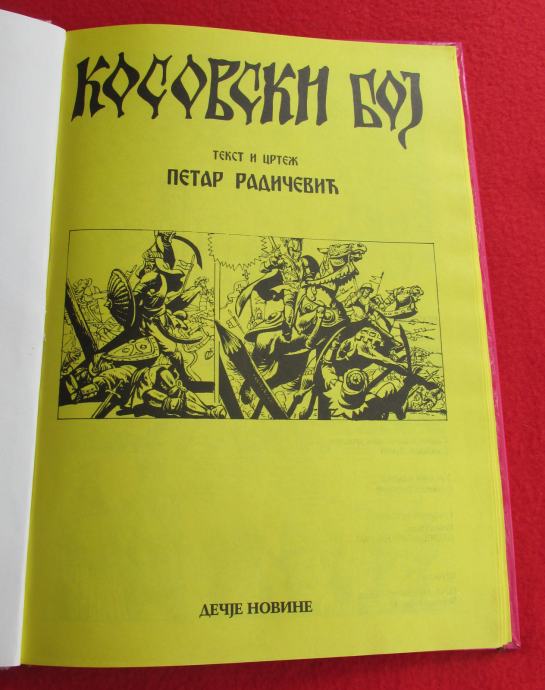 КОСОВСКИ БОЈ
ТЕКСТ И ЦРТЕЖ
ПЕТАР РАДИЧЕВИЋ
ДЕЧЈЕ НОВИНЕ